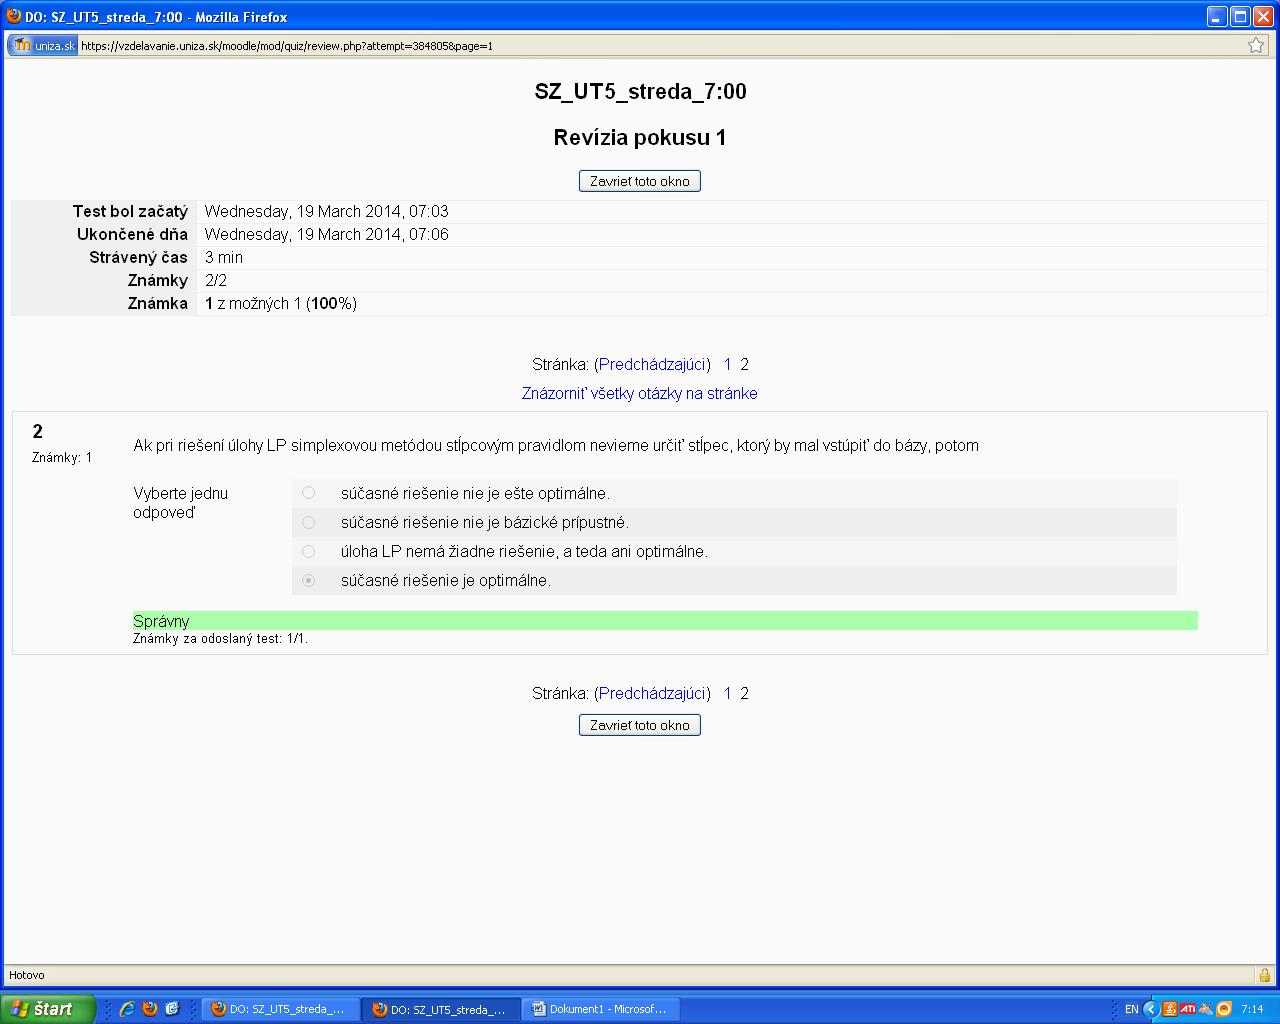 DO: SZ_UT5_streda_7:00 - Mozilla Firefox
uniza.sk https://vzdelavanie.uniza.sk/moodle/mod/quiz/review.php?attempt=384805&page=1
SZ_UT5_streda_7:00
Revízia pokusu 1
Zavrieť toto okno
Test bol začatý Wednesday, 19 March 2014, 07:03
Ukončené dňa Wednesday, 19 March 2014, 07:06
Strávený čas 3 min
Známky 2/2
Známka 1 z možných 1 (100%)
Stránka: (Predchádzajúci) 1 2
Znázorniť všetky otázky na stránke
2
Známky: 1
Ak pri riešení úlohy LP simplexovou metódou stĺpcovým pravidlom nevieme určiť stĺpec, ktorý by mal vstúpiť do bázy, potom
Vyberte jednu
odpoveď
súčasné riešenie nie je ešte optimálne.
súčasné riešenie nie je bázické prípustné.
úloha LP nemá žiadne riešenie, a teda ani optimálne.
súčasné riešenie je optimálne.
Správny
Známky za odoslaný test: 1/1.
Stránka: (Predchádzajúci) 1 2
Zavrieť toto okno
Hotovo
štart DO: SZ_UT5_streda_... DO: SZ_UT5_streda_... Dokument1 - Microsof... EN ATI 7:14